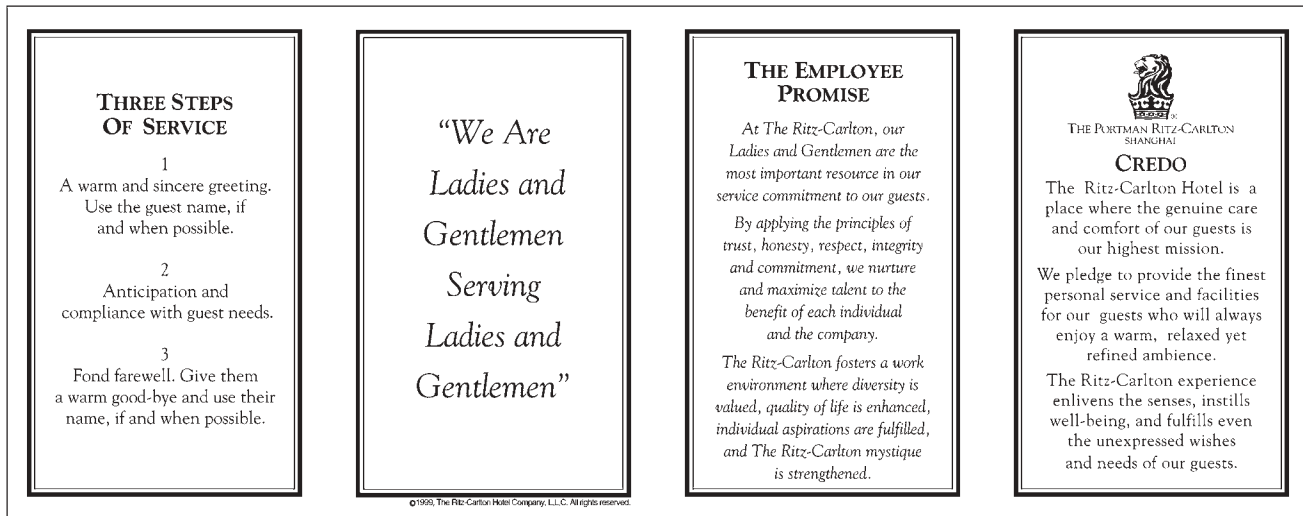 THREE STEPS
OF SERVICE
1
A warm and sincere greeting.
Use the guest name, if
and when possible.
2
Anticipation and
compliance with guest needs.
3
Fond farewell. Give them
a warm good-bye and use their
name, if and when possible.
“We Are
Ladies and
Gentlemen
Serving
Ladies and
Gentlemen”
©1999, The Ritz-Carlton Hotel Company, L.L.C. All rights reserved.
THE EMPLOYEE
PROMISE
At The Ritz-Carlton, our
Ladies and Gentlemen are the
most important resource in our
service commitment to our guests.
By applying the principles of
trust, honesty, respect, integrity
and commitment, we nurture
and maximize talent to the
benefit of each individual
and the company.
The Ritz-Carlton fosters a work
environment where diversity is
valued, quality of life is enhanced,
individual aspirations are fulfilled,
and The Ritz-Carlton mystique
is strengthened.
THE PORTMAN RITZ-CARLTON
SHANGHAI
CREDO
The Ritz-Carlton Hotel is a
place where the genuine care
and comfort of our guests is
our highest mission.
We pledge to provide the finest
personal service and facilities
for our guests who will always
enjoy a warm, relaxed yet
refined ambience.
The Ritz-Carlton experience
enlivens the senses, instills
well-being, and fulfills even
the unexpressed wishes
and needs of our guests.